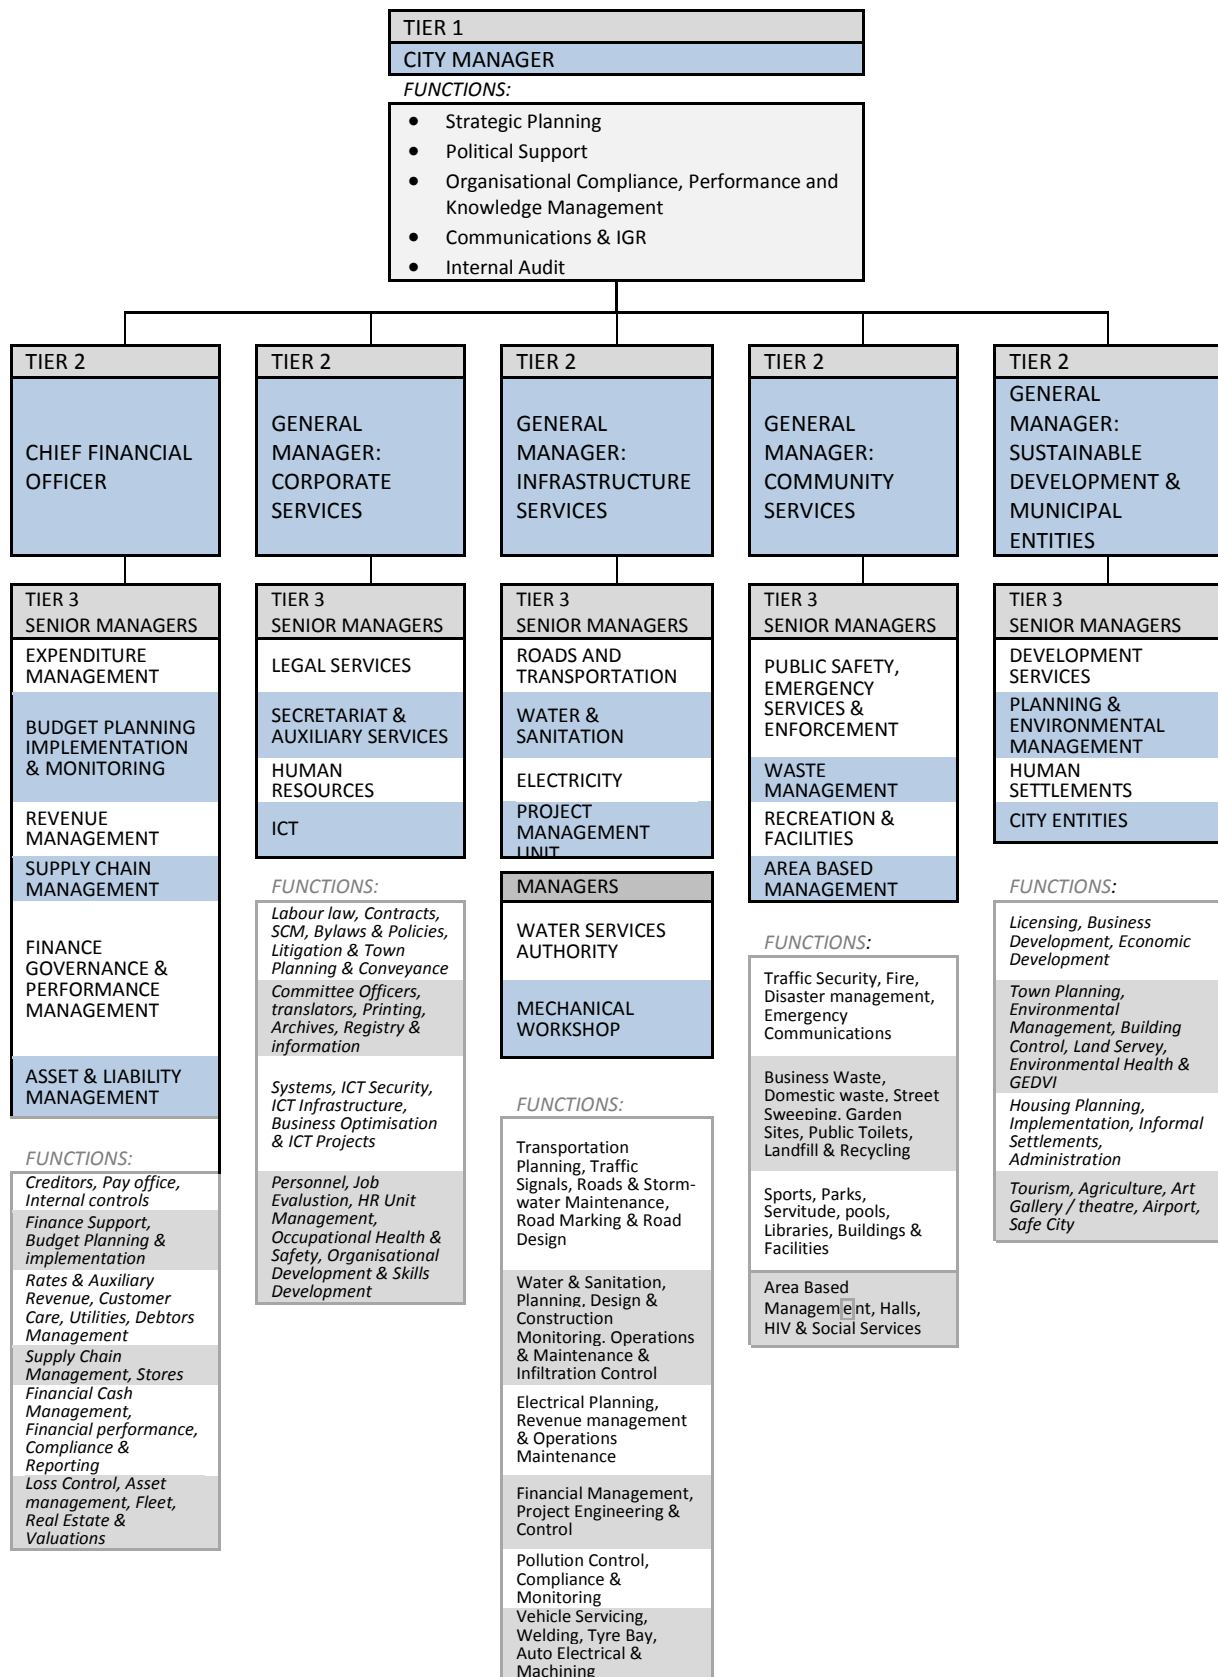 TIER 1
CITY MANAGER
FUNCTIONS:
• Strategic Planning
• Political Support
• Organisational Compliance, Performance and
Knowledge Management
• Communications & IGR
• Internal Audit
TIER 2
CHIEF FINANCIAL
OFFICER
TIER 3
SENIOR MANAGERS
EXPENDITURE
MANAGEMENT
BUDGET PLANNING
IMPLEMENTATION
& MONITORING
REVENUE
MANAGEMENT
SUPPLY CHAIN
MANAGEMENT
FINANCE
GOVERNANCE &
PERFORMANCE
MANAGEMENT
ASSET & LIABILITY
MANAGEMENT
FUNCTIONS:
Creditors, Pay office,
Internal controls
Finance Support,
Budget Planning &
implementation
Rates & Auxiliary
Revenue, Customer
Care, Utilities, Debtors
Management
Supply Chain
Management, Stores
Financial Cash
Management,
Financial performance,
Compliance &
Reporting
Loss Control, Asset
management, Fleet,
Real Estate &
Valuations
TIER 2
GENERAL
MANAGER:
CORPORATE
SERVICES
TIER 3
SENIOR MANAGERS
LEGAL SERVICES
SECRETARIAT &
AUXILIARY SERVICES
HUMAN
RESOURCES
ICT
FUNCTIONS:
Labour law, Contracts,
SCM, Bylaws & Policies,
Litigation & Town
Planning & Conveyance
Committee Officers,
translators, Printing,
Archives, Registry &
information
Systems, ICT Security,
ICT Infrastructure,
Business Optimisation
& ICT Projects
Personnel, Job
Evaluation, HR Unit
Management,
Occupational Health &
Safety, Organisational
Development & Skills
Development
TIER 2
GENERAL
MANAGER:
INFRASTRUCTURE
SERVICES
TIER 3
SENIOR MANAGERS
ROADS AND
TRANSPORTATION
WATER &
SANITATION
ELECTRICITY
PROJECT
MANAGEMENT
UNIT
MANAGERS
WATER SERVICES
AUTHORITY
MECHANICAL
WORKSHOP
FUNCTIONS:
Transportation
Planning, Traffic
Signals, Roads & Storm-
water Maintenance,
Road Marking & Road
Design
Water & Sanitation,
Planning, Design &
Construction
Monitoring. Operations
& Maintenance &
Infiltration Control
Electrical Planning,
Revenue management
& Operations
Maintenance
Financial Management,
Project Engineering &
Control
Pollution Control,
Compliance &
Monitoring
Vehicle Servicing,
Welding, Tyre Bay,
Auto Electrical &
Machining
TIER 2
GENERAL
MANAGER:
COMMUNITY
SERVICES
TIER 3
SENIOR MANAGERS
PUBLIC SAFETY,
EMERGENCY
SERVICES &
ENFORCEMENT
WASTE
MANAGEMENT
RECREATION &
FACILITIES
AREA BASED
MANAGEMENT
FUNCTIONS:
Traffic Security, Fire,
Disaster management,
Emergency
Communications
Business Waste,
Domestic waste, Street
Sweeping, Garden
Sites, Public Toilets,
Landfill & Recycling
Sports, Parks,
Servitude, pools,
Libraries, Buildings &
Facilities
Area Based
Management, Halls,
HIV & Social Services
TIER 2
GENERAL
MANAGER:
SUSTAINABLE
DEVELOPMENT &
MUNICIPAL
ENTITIES
TIER 3
SENIOR MANAGERS
DEVELOPMENT
SERVICES
PLANNING &
ENVIRONMENTAL
MANAGEMENT
HUMAN
SETTLEMENTS
CITY ENTITIES
FUNCTIONS:
Licensing, Business
Development, Economic
Development
Town Planning,
Environmental
Management, Building
Control, Land Servey,
Environmental Health &
GEDVI
Housing Planning,
Implementation, Informal
Settlements,
Administration
Tourism, Agriculture, Art
Gallery / theatre, Airport,
Safe City